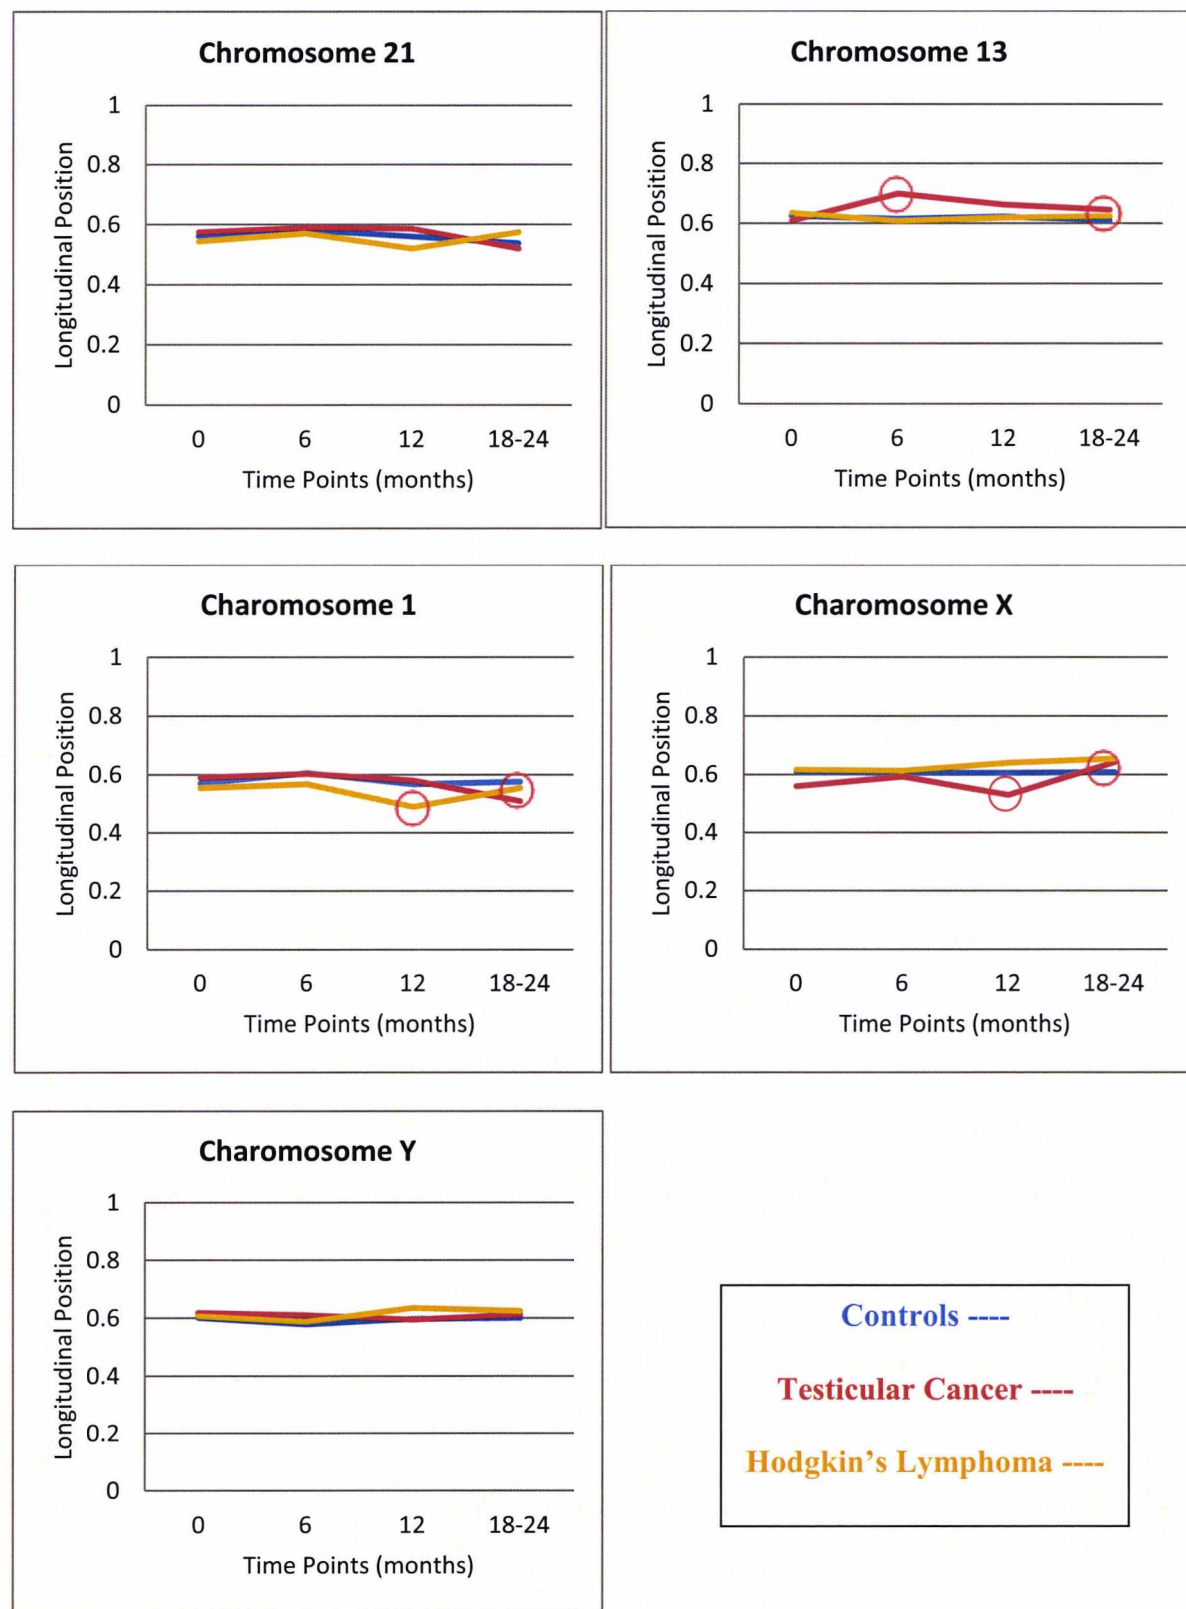 Chromosome 21
Longitudinal Position
1
0.8
0.6
0.4
0.2
0
0 6 12 18-24
Time Points (months)
Chromosome 13
Longitudinal Position
1
0.8
0.6
0.4
0.2
0
0 6 12 18-24
Time Points (months)
Charomosome 1
Longitudinal Position
1
0.8
0.6
0.4
0.2
0
0 6 12 18-24
Time Points (months)
Charomosome X
Longitudinal Position
1
0.8
0.6
0.4
0.2
0
0 6 12 18-24
Time Points (months)
Charomosome Y
Longitudinal Position
1
0.8
0.6
0.4
0.2
0
0 6 12 18-24
Time Points (months)
Controls ----
Testicular Cancer ----
Hodgkin's Lymphoma ----